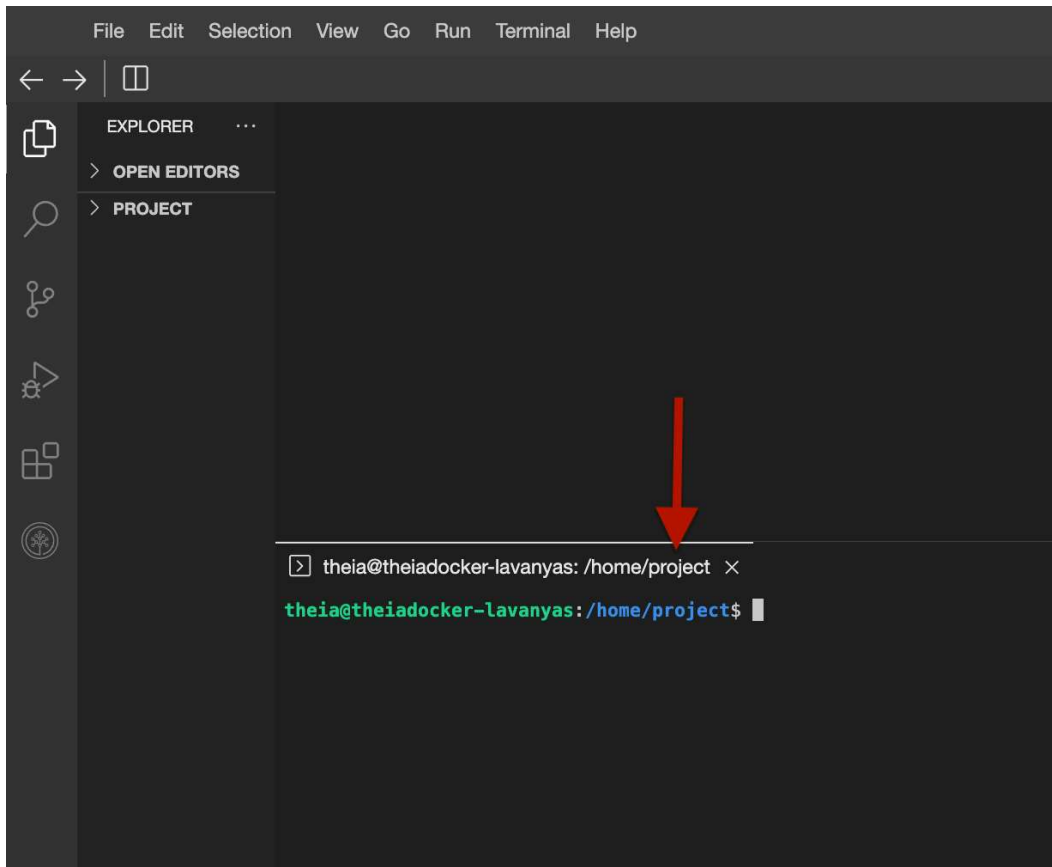 File Edit Selection View Go Run Terminal Help
EXPLORER ...
OPEN EDITORS
PROJECT
theia@theiadocker-lavanyas: /home/project
theia@theiadocker-lavanyas:/home/project$